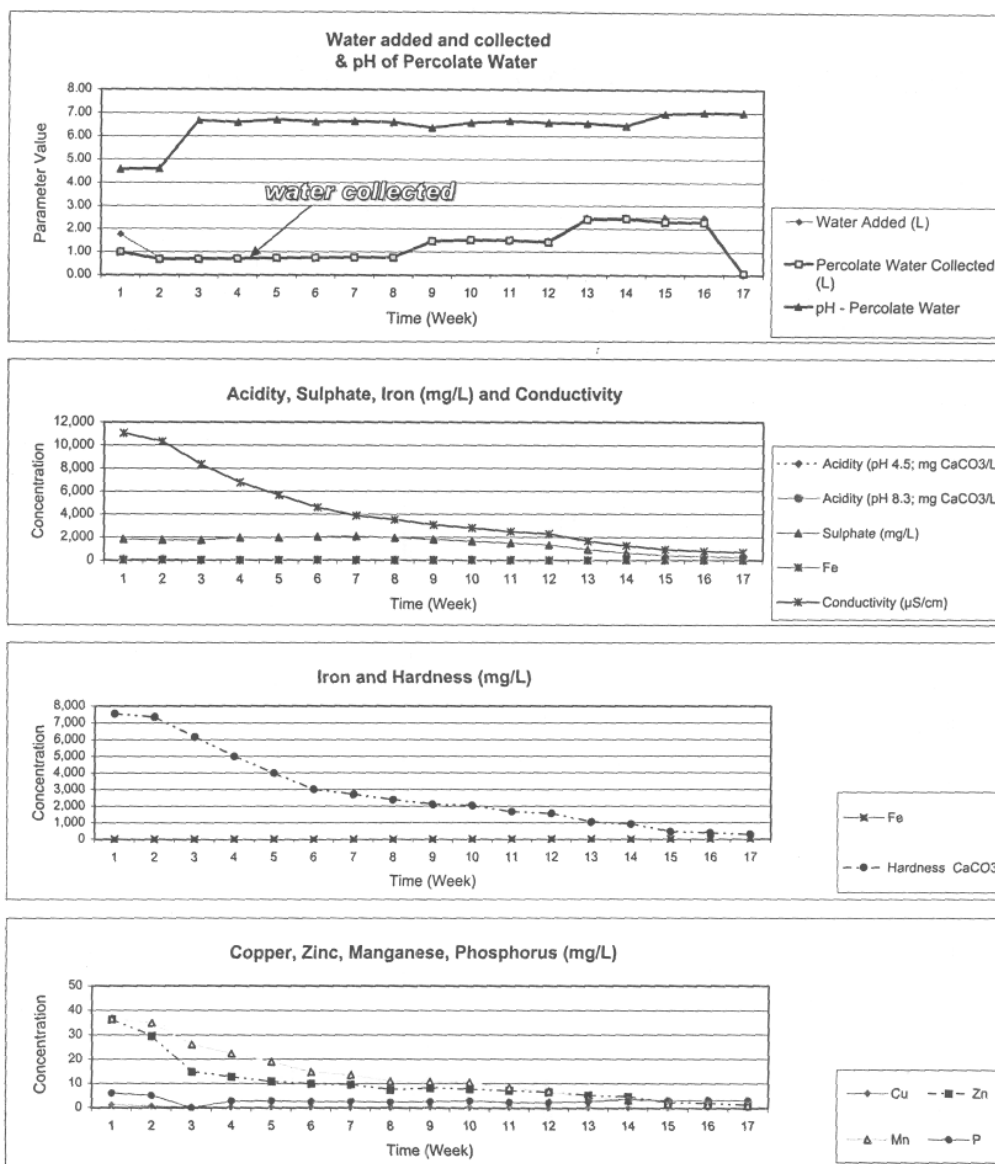 Water added and collected
& pH of Percolate Water
Parameter Value
8.00
7.00
6.00
5.00
4.00
3.00
2.00
1.00
0.00
water collected
1 2 3 4 5 6 7 8 9 10 11 12 13 14 15 16 17
Time (Week)
Water Added (L)
Percolate Water Collected
(L)
pH - Percolate Water
Acidity, Sulphate, Iron (mg/L) and Conductivity
Concentration
12,000
10,000
8,000
6,000
4,000
2,000
0
1 2 3 4 5 6 7 8 9 10 11 12 13 14 15 16 17
Time (Week)
Acidity (pH 4.5; mg CaCO3/L
Acidity (pH 8.3; mg CaCO3/L
Sulphate (mg/L)
Fe
Conductivity (µS/cm)
Iron and Hardness (mg/L)
Concentration
8,000
7,000
6,000
5,000
4,000
3,000
2,000
1,000
0
1 2 3 4 5 6 7 8 9 10 11 12 13 14 15 16 17
Time (Week)
Fe
Hardness CaCO3
Copper, Zinc, Manganese, Phosphorus (mg/L)
Concentration
50
40
30
20
10
0
1 2 3 4 5 6 7 8 9 10 11 12 13 14 15 16 17
Time (Week)
Cu Zn
Mn P